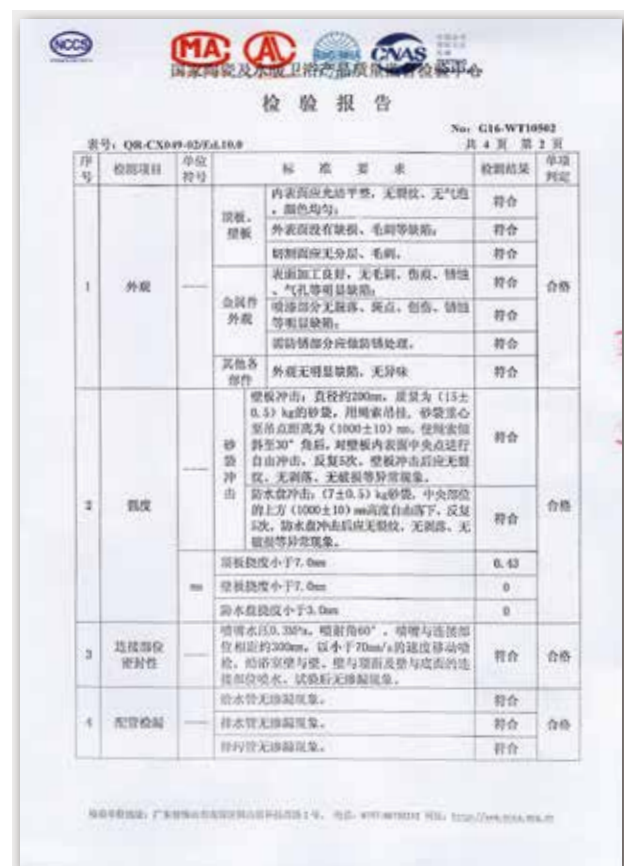 NCCS
MA
AL
CNAS
国家陶瓷及水暖卫浴产品质量监督检验中心
检 验 报 告
No: G16-WT10502
表号: QR-CX049-02/Ed.10.0 共 4 页 第 2 页
序号 检测项目 单位符号 标 准 要 求 检测结果 单项判定
1 外观 —— 合格
顶板、壁板
内表面应光洁平整,无裂纹、无气泡
,颜色均匀; 符合
外表面没有缺损、毛刺等缺陷; 符合
切割面应无分层、毛刺。 符合
金属件外观
表面加工良好,无毛刺、伤痕、锈蚀
、气孔等明显缺陷; 符合
喷漆部分无脱落、斑点、创伤、锈蚀
等明显缺陷; 符合
需防锈部分应做防锈处理。 符合
其他各部件 外观无明显缺陷,无异味 符合
2 强度 —— 合格
砂袋冲击
壁板冲击:直径约200mm,质量为(15±
0.5)kg的砂袋,用绳索吊挂,砂袋重心
至吊点距离为(1000±10)mm,使绳索倾
斜至30°角后,对壁板内表面中央点进行
自由冲击,反复5次,壁板冲击后应无裂
纹、无剥落、无破损等异常现象。 符合
防水盘冲击:(7±0.5)kg砂袋,中央部位
的上方(1000±10)mm高度自由落下,反复
5次,防水盘冲击后应无裂纹、无剥落、无
破损等异常现象。 符合
mm
顶板挠度小于7.0mm 0.43
壁板挠度小于7.0mm 0
防水盘挠度小于3.0mm 0
3 连接部位密封性 —— 合格
喷嘴水压0.3MPa,喷射角60°,喷嘴与连接部
位相距约300mm,以小于70mm/s的速度移动喷
枪,给浴室壁与壁、壁与顶面及壁与底面的连
接部位喷水,试验后无渗漏现象。 符合
4 配管检漏 —— 合格
给水管无渗漏现象。 符合
排水管无渗漏现象。 符合
排污管无渗漏现象。 符合